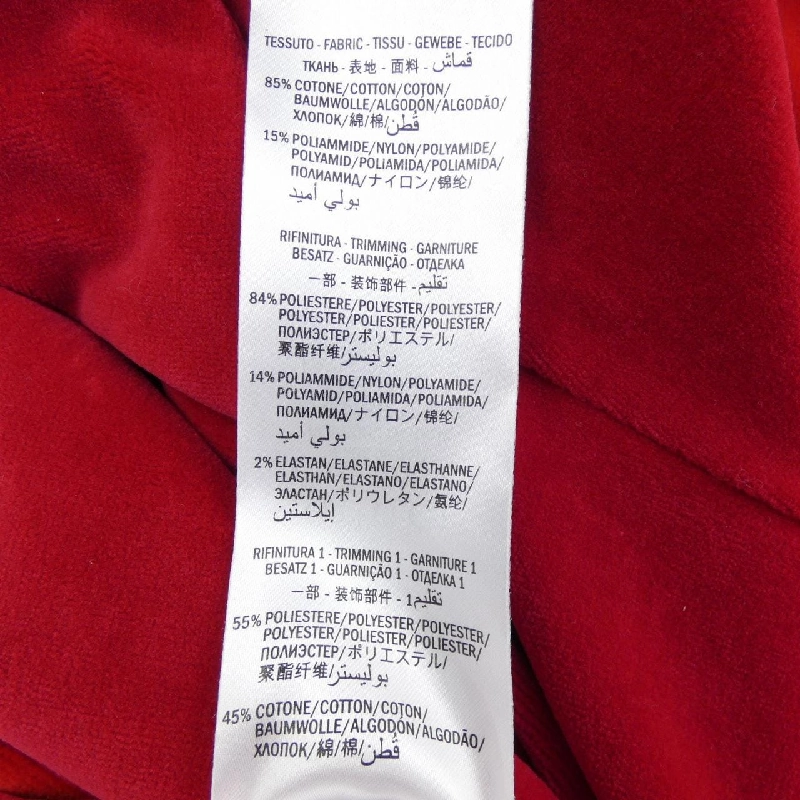 TESSUTO - FABRIC - TISSU - GEWEBE - TECIDO
ТКАНЬ - 表地 - 面料 - قماش
85% COTONE/COTTON/COTON/
BAUMWOLLE/ALGODÓN/ALGODÃO/
ХЛОПОК/綿/棉/قُطن
15% POLIAMMIDE/NYLON/POLYAMIDE/
POLYAMID/POLIAMIDA/POLIAMIDA/
ПОЛИАМИД/ナイロン/锦纶/
بولي أميد
RIFINITURA - TRIMMING - GARNITURE
BESATZ - GUARNIÇÃO - ОТДЕЛКА
一部 - 装饰部件 - تقليم
84% POLIESTERE/POLYESTER/POLYESTER/
POLYESTER/POLIESTER/POLIESTER/
ПОЛИЭСТЕР/ポリエステル/
聚酯纤维/بوليستر
14% POLIAMMIDE/NYLON/POLYAMIDE/
POLYAMID/POLIAMIDA/POLIAMIDA/
ПОЛИАМИД/ナイロン/锦纶/
بولي أميد
2% ELASTAN/ELASTANE/ELASTHANNE/
ELASTHAN/ELASTANO/ELASTANO/
ЭЛАСТАН/ポリウレタン/氨纶/
إيلاستين
RIFINITURA 1 - TRIMMING 1 - GARNITURE 1
BESATZ 1 - GUARNIÇÃO 1 - ОТДЕЛКА 1
一部 - 装饰部件 - 1تقليم
55% POLIESTERE/POLYESTER/POLYESTER/
POLYESTER/POLIESTER/POLIESTER/
ПОЛИЭСТЕР/ポリエステル/
聚酯纤维/بوليستر
45% COTONE/COTTON/COTON/
BAUMWOLLE/ALGODÓN/ALGODÃO/
ХЛОПОК/綿/棉/قُطن